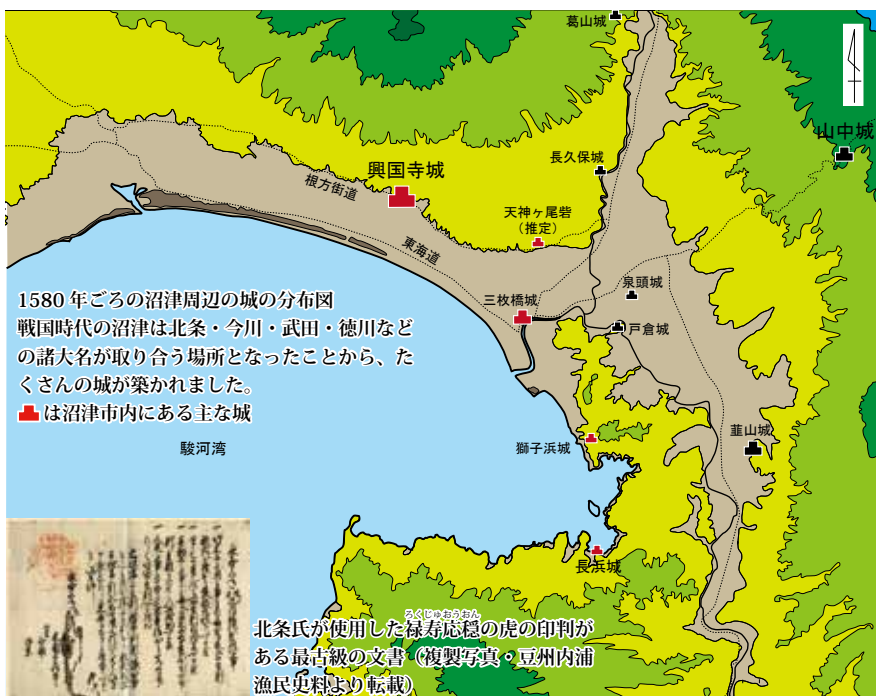 葛山城
山中城
長久保城
興国寺城
根方街道
天神ヶ尾砦
（推定）
東海道
泉頭城
三枚橋城
戸倉城
1580 年ごろの沼津周辺の城の分布図
戦国時代の沼津は北条・今川・武田・徳川など
の諸大名が取り合う場所となったことから、た
くさんの城が築かれました。
は沼津市内にある主な城
韮山城
駿河湾
獅子浜城
長浜城
ろくじゅおうおん
北条氏が使用した禄寿応穏の虎の印判が
ある最古級の文書（複製写真・豆州内浦
漁民史料より転載）